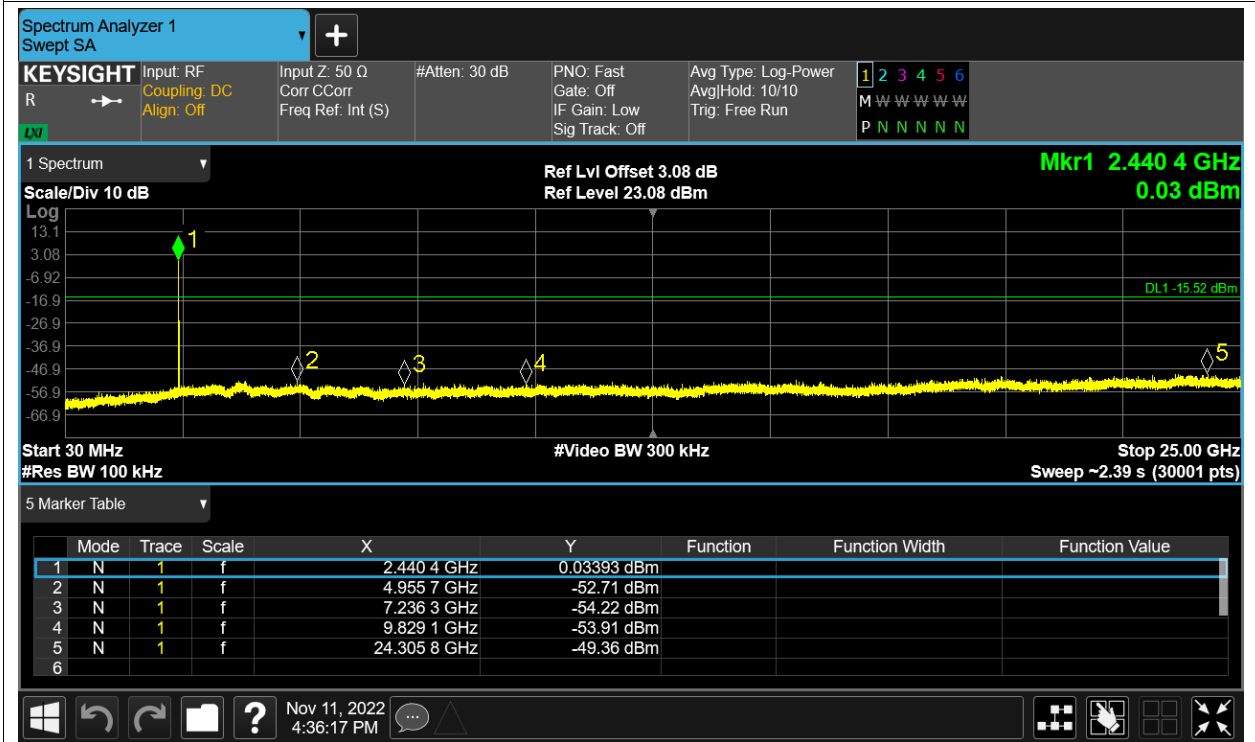 Spectrum Analyzer 1
Swept SA
KEYSIGHT
R
LXI
Input: RF
Coupling: DC
Align: Off
Input Z: 50 Ω
Corr CCorr
Freq Ref: Int (S)
#Atten: 30 dB
PNO: Fast
Gate: Off
IF Gain: Low
Sig Track: Off
Avg Type: Log-Power
Avg|Hold: 10/10
Trig: Free Run
1 2 3 4 5 6
M W W W W W
P N N N N N
1 Spectrum
Scale/Div 10 dB
Ref Lvl Offset 3.08 dB
Ref Level 23.08 dBm
Mkr1 2.440 4 GHz
0.03 dBm
Log
13.1
3.08
-6.92
-16.9
-26.9
-36.9
-46.9
-56.9
-66.9
1
2
3
4
5
DL1 -15.52 dBm
Start 30 MHz
#Video BW 300 kHz
Stop 25.00 GHz
#Res BW 100 kHz
Sweep ~2.39 s (30001 pts)
5 Marker Table
Mode Trace Scale X Y Function Function Width Function Value
1 N 1 f 2.440 4 GHz 0.03393 dBm
2 N 1 f 4.955 7 GHz -52.71 dBm
3 N 1 f 7.236 3 GHz -54.22 dBm
4 N 1 f 9.829 1 GHz -53.91 dBm
5 N 1 f 24.305 8 GHz -49.36 dBm
6
?
Nov 11, 2022
4:36:17 PM